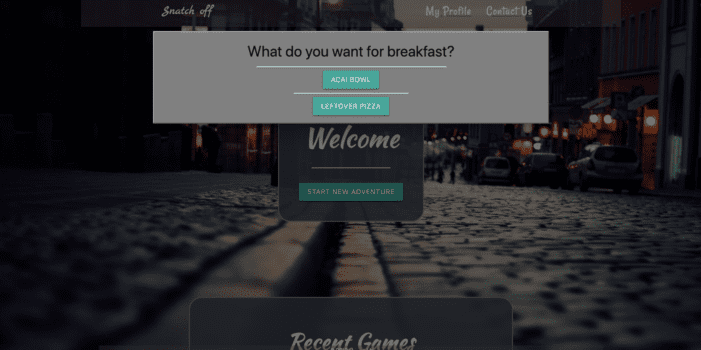 Snatch off
My Profile Contact Us
What do you want for breakfast?
ACAI BOWL
LEFTOVER PIZZA
Welcome
START NEW ADVENTURE
Recent Games